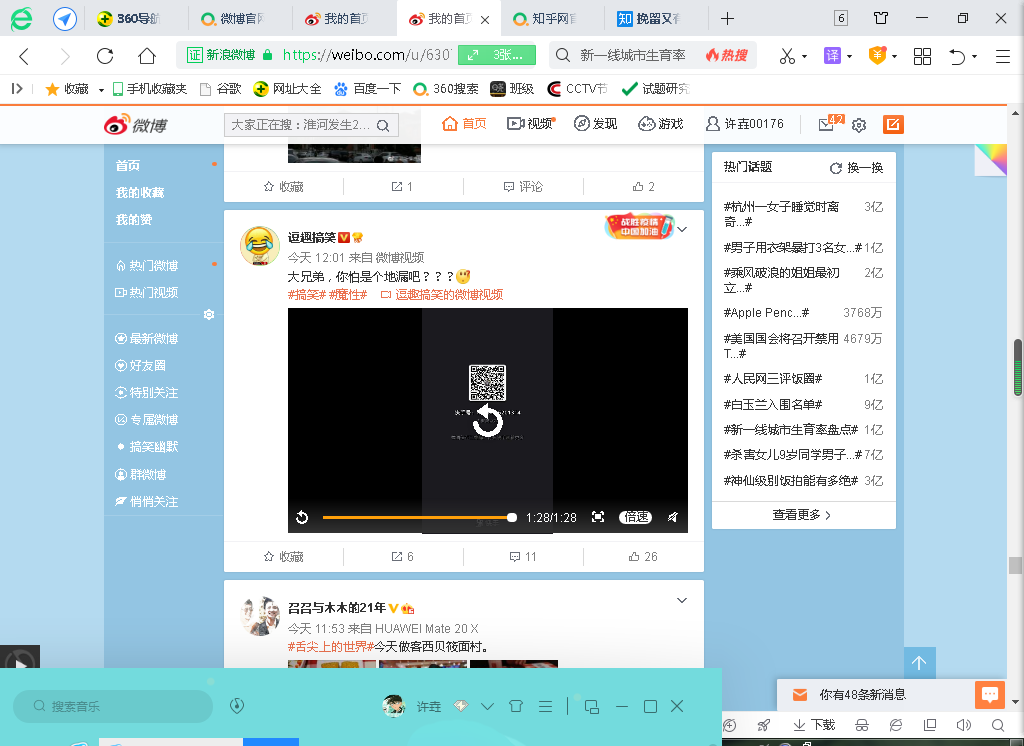 360导航
微博官网
我的首页
我的首页
知乎网官
挽留又有
6
证 新浪微博
https://weibo.com/u/630
3张...
新一线城市生育率
热搜
译
收藏
手机收藏夹
谷歌
网址大全
百度一下
360搜索
班级
CCTV节
试题研究
微博
大家正在搜：淮河发生2...
首页
视频
发现
游戏
许垚00176
42
首页
我的收藏
我的赞
热门微博
热门视频
最新微博
好友圈
特别关注
专属微博
搞笑幽默
群微博
悄悄关注
收藏
1
评论
2
战胜疫情
中国加油
逗趣搞笑
今天 12:01 来自 微博视频
大兄弟，你怕是个地漏吧？？？
#搞笑# #魔性# 逗趣搞笑的微博视频
1:28/1:28
倍速
收藏
6
11
26
召召与木木的21年
今天 11:53 来自 HUAWEI Mate 20 X
#舌尖上的世界#今天做客西贝莜面村。
热门话题
换一换
#杭州一女子睡觉时离奇...# 3亿
#男子用衣架暴打3名女...# 1亿
#乘风破浪的姐姐最初立...# 2亿
#Apple Penc...# 3768万
#美国国会将召开禁用T...# 4679万
#人民网三评饭圈# 1亿
#白玉兰入围名单# 9亿
#新一线城市生育率盘点# 1亿
#杀害女儿9岁同学男子...# 7亿
#神仙级别饭拍能有多绝# 3亿
查看更多
你有48条新消息
搜索音乐
许垚
下载